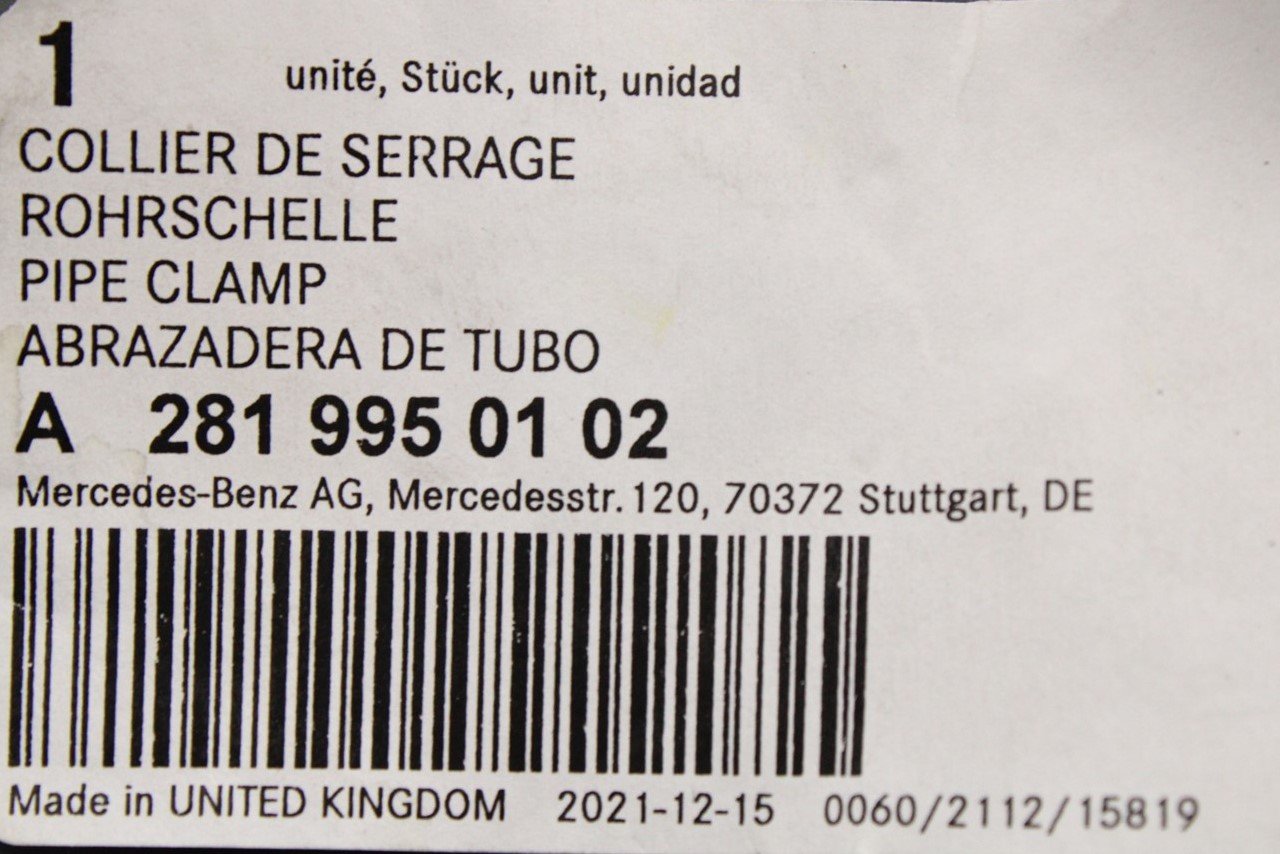 1 unité, Stück, unit, unidad
COLLIER DE SERRAGE
ROHRSCHELLE
PIPE CLAMP
ABRAZADERA DE TUBO
A 281 995 01 02
Mercedes-Benz AG, Mercedesstr. 120, 70372 Stuttgart, DE
Made in UNITED KINGDOM 2021-12-15 0060/2112/15819